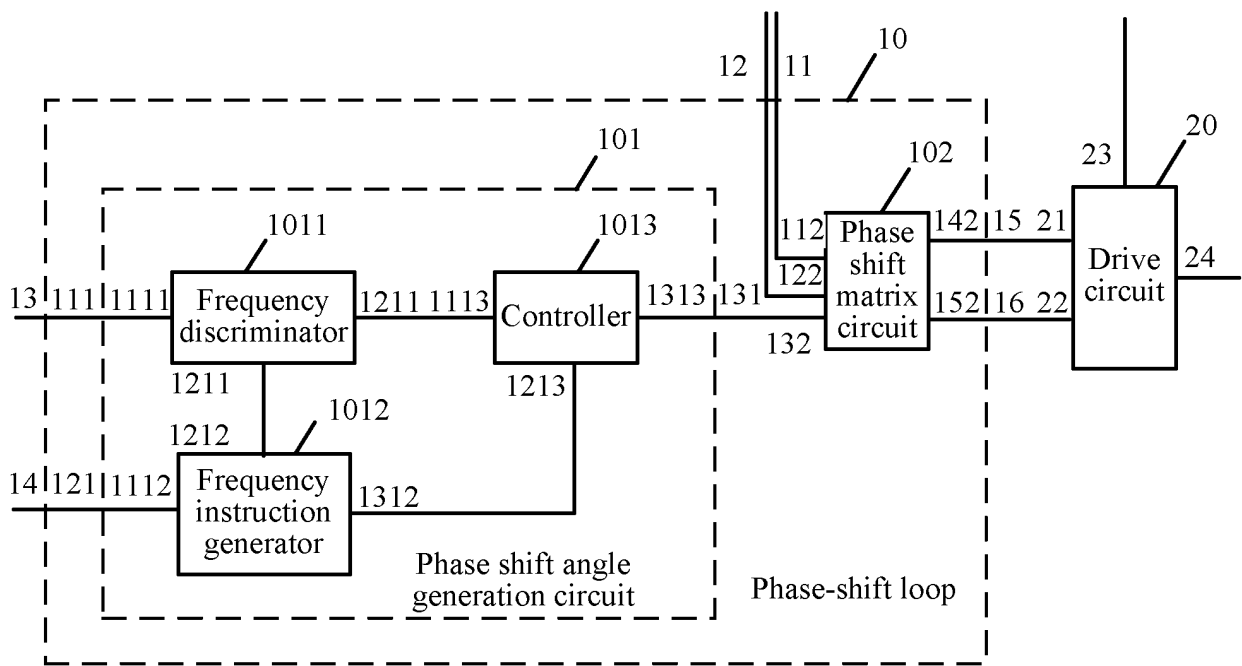 10
12 11
20
101
23
102
1011
1013
112
Phase
shift
matrix
circuit
142 15 21
Drive
circuit
24
122
13 111 1111
Frequency
discriminator
1211 1113
Controller
1313 131
152 16 22
132
1211
1213
1012
1212
14 121 1112
Frequency
instruction
generator
1312
Phase shift angle
generation circuit
Phase-shift loop